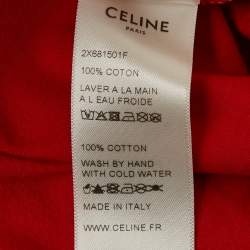 CELINE
PARIS
2X681501F
100% COTON
LAVER A LA MAIN
A L'EAU FROIDE
100% COTTON
WASH BY HAND
WITH COLD WATER
MADE IN ITALY
WWW.CELINE.FR